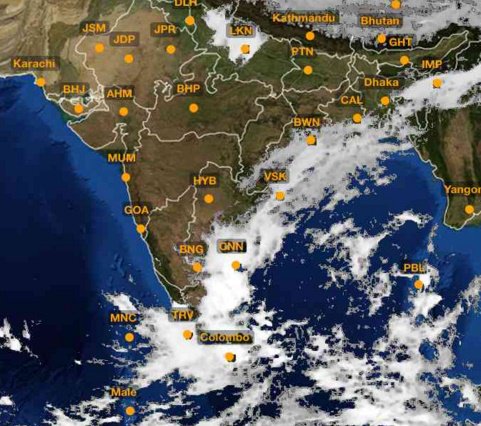 DLH
JSM
JPR
LKN
Kathmandu
Bhutan
JDP
GHT
PTN
Karachi
IMP
BHJ
AHM
BHP
Dhaka
CAL
BWN
MUM
HYB
VSK
Yangon
GOA
BNG
PBL
MNC
TRV
Colombo
Male